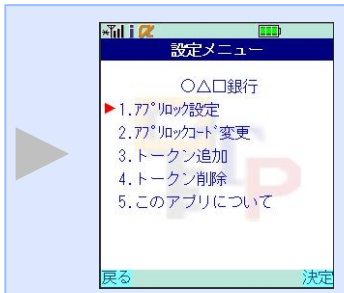 設定メニュー
○△□銀行
1.ｱﾌﾟﾘﾛｯｸ設定
2.ｱﾌﾟﾘﾛｯｸｺｰﾄﾞ変更
3.トークン追加
4.トークン削除
5.このアプリについて
戻る 決定